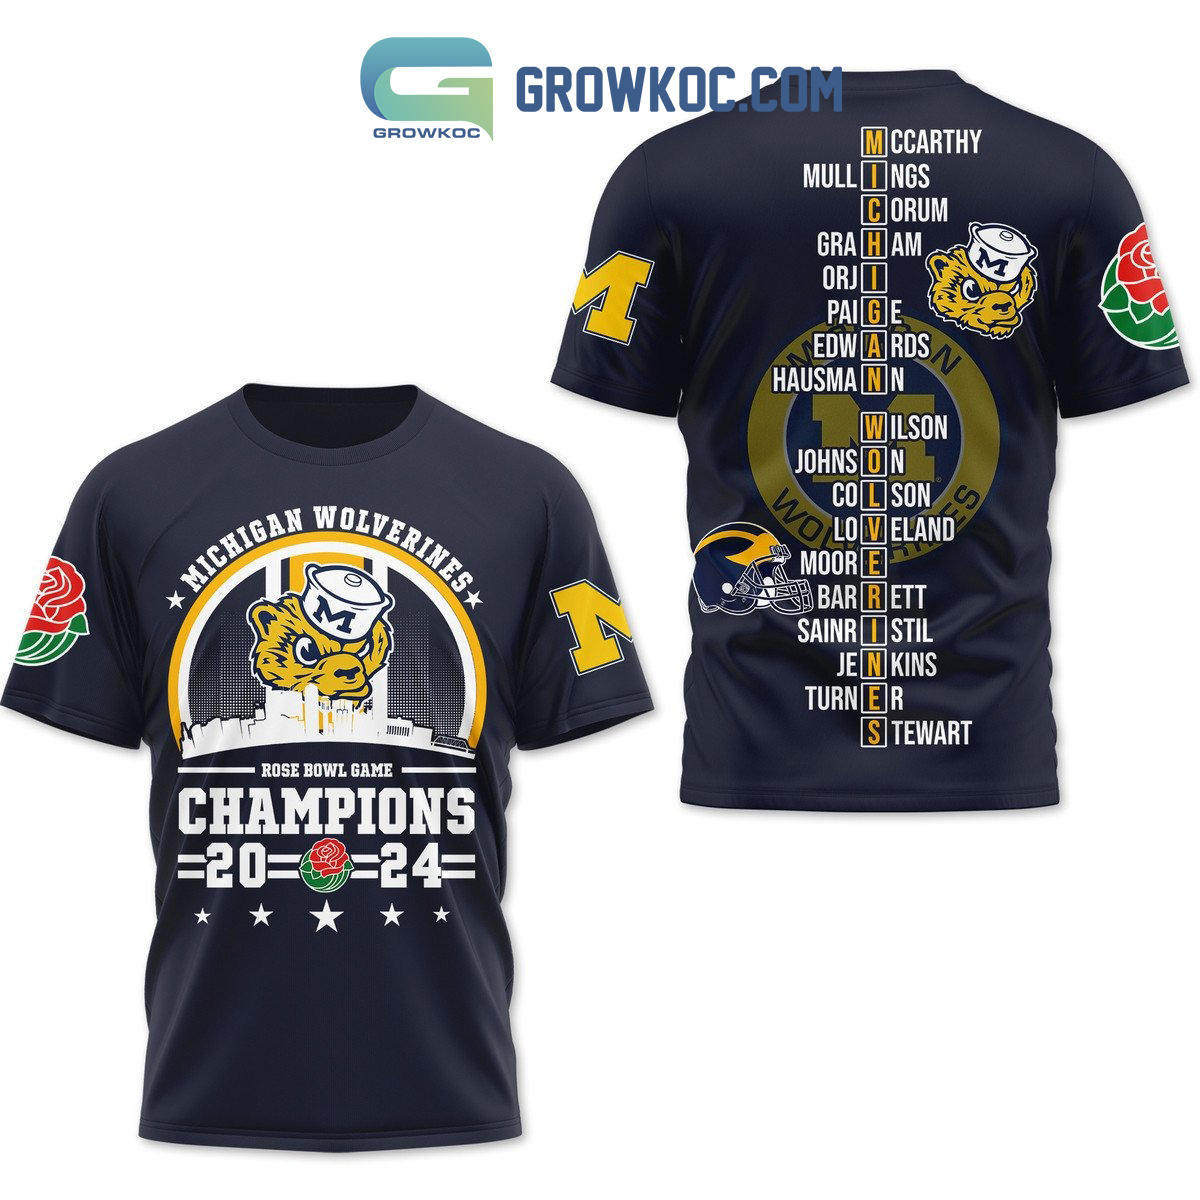 GROWKOC
GROWKOC.COM
MCCARTHY
MULLINGS
CORUM
GRAHAM
ORJI
PAIGE
EDWARDS
HAUSMANN
WILSON
JOHNSON
COLSON
LOVELAND
MOORE
BARRETT
SAINRISTIL
JENKINS
TURNER
STEWART
M
M
M
WOLVERINES
MICHIGAN WOLVERINES
M
M
ROSE BOWL GAME
CHAMPIONS
2024